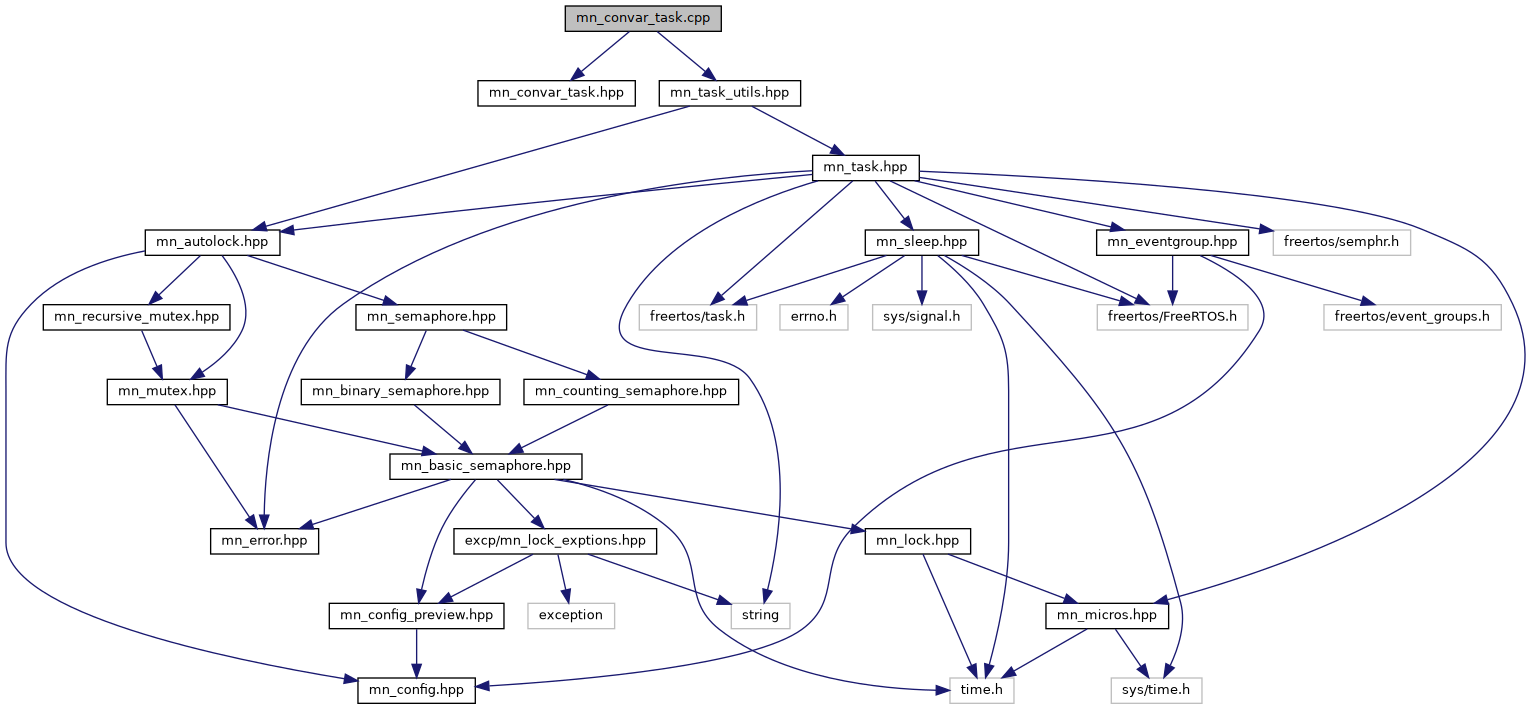 mn_convar_task.cpp
mn_convar_task.hpp
mn_task_utils.hpp
mn_task.hpp
mn_autolock.hpp
mn_sleep.hpp
mn_eventgroup.hpp
freertos/semphr.h
mn_recursive_mutex.hpp
mn_semaphore.hpp
freertos/task.h
errno.h
sys/signal.h
freertos/FreeRTOS.h
freertos/event_groups.h
mn_mutex.hpp
mn_binary_semaphore.hpp
mn_counting_semaphore.hpp
mn_basic_semaphore.hpp
mn_error.hpp
excp/mn_lock_exptions.hpp
mn_lock.hpp
mn_config_preview.hpp
exception
string
mn_micros.hpp
mn_config.hpp
time.h
sys/time.h